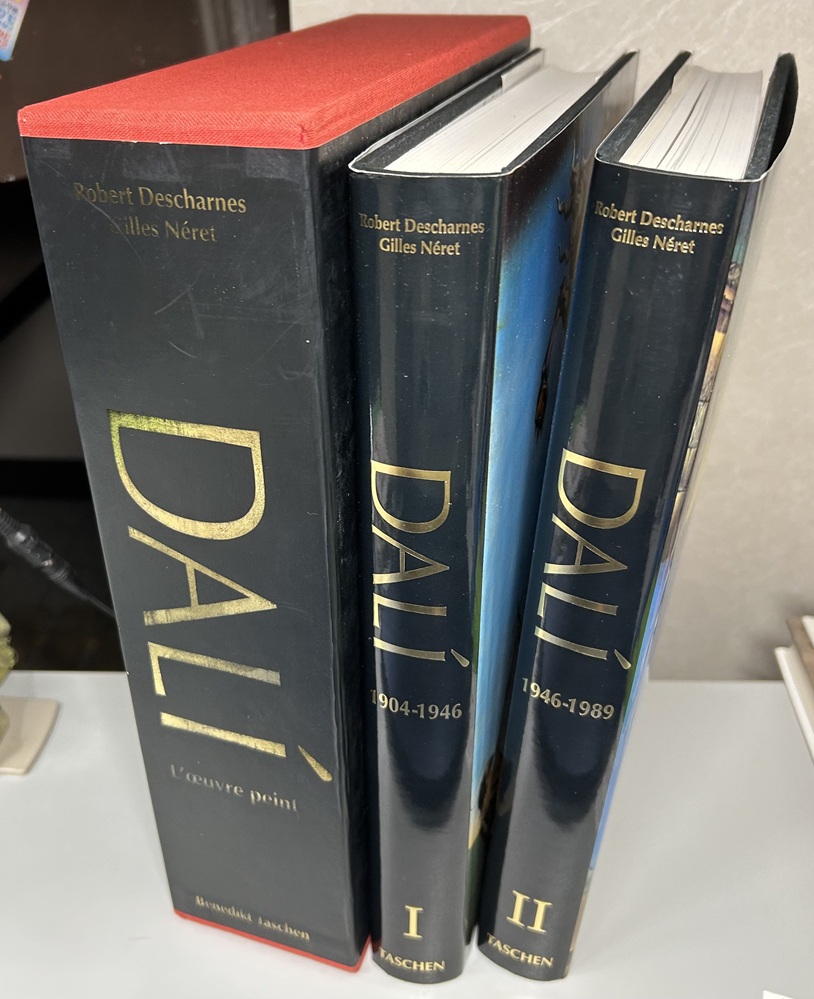 Robert Descharnes
Gilles Néret
DALÍ
L'œuvre peint
Benedikt Taschen
Robert Descharnes
Gilles Néret
DALÍ
1904-1946
I
TASCHEN
Robert Descharnes
Gilles Néret
DALÍ
1946-1989
II
TASCHEN